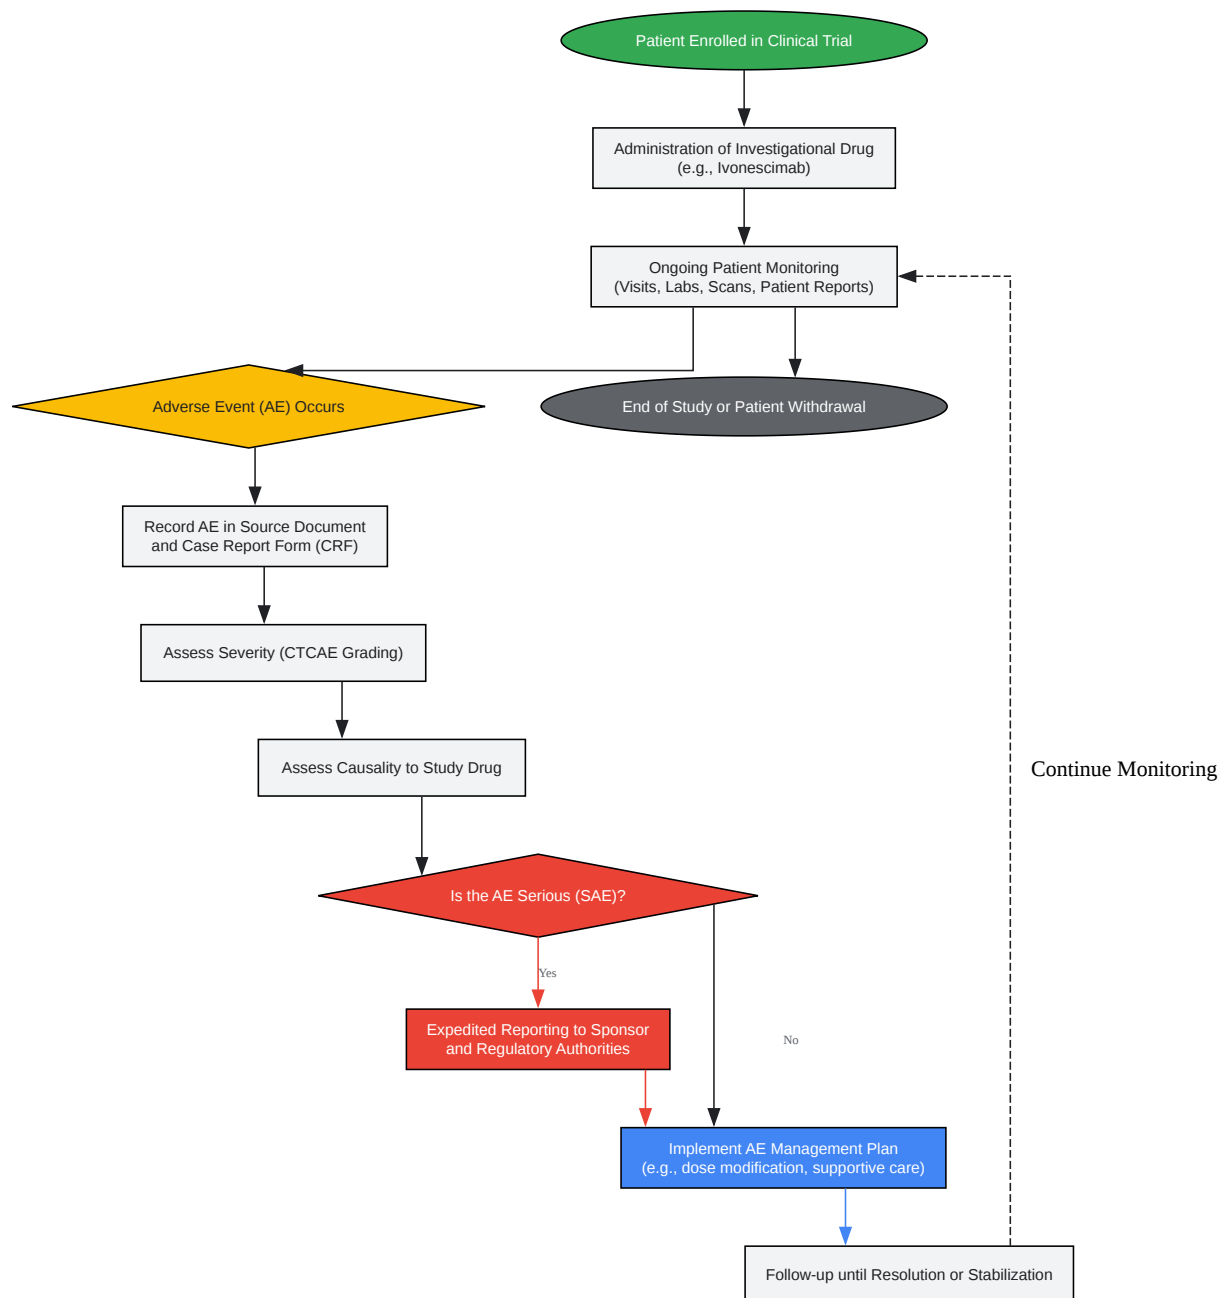 Patient Enrolled in Clinical Trial
Administration of Investigational Drug
(e.g., Ivonescimab)
Ongoing Patient Monitoring
(Visits, Labs, Scans, Patient Reports)
Adverse Event (AE) Occurs
End of Study or Patient Withdrawal
Record AE in Source Document
and Case Report Form (CRF)
Assess Severity (CTCAE Grading)
Assess Causality to Study Drug
Continue Monitoring
Is the AE Serious (SAE)?
Yes
Expedited Reporting to Sponsor
and Regulatory Authorities
No
Implement AE Management Plan
(e.g., dose modification, supportive care)
Follow-up until Resolution or Stabilization